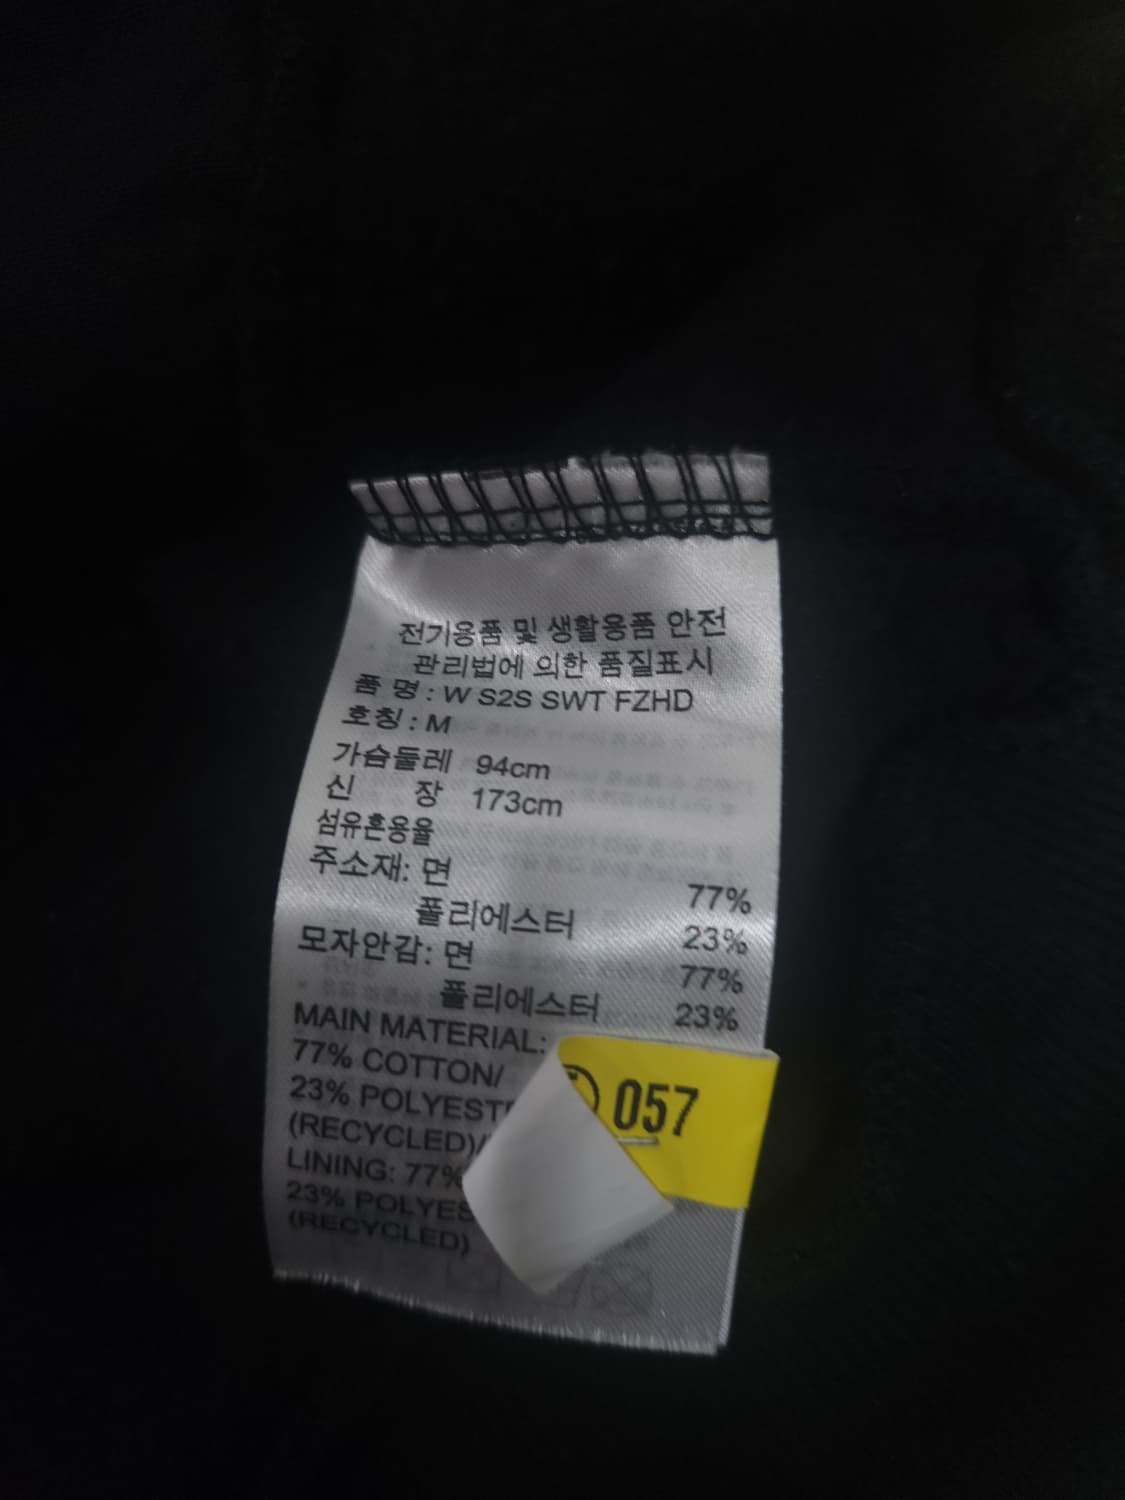 전기용품 및 생활용품 안전
관리법에 의한 품질표시
품 명 : W S2S SWT FZHD
호칭 : M
가슴둘레 94cm
신 장 173cm
섬유혼용율
주소재: 면 77%
폴리에스터 23%
모자안감: 면 77%
폴리에스터 23%
MAIN MATERIAL:
77% COTTON/
23%
(RECYCLED)/
LINING: 77%
23%
(RECYCLED)
057